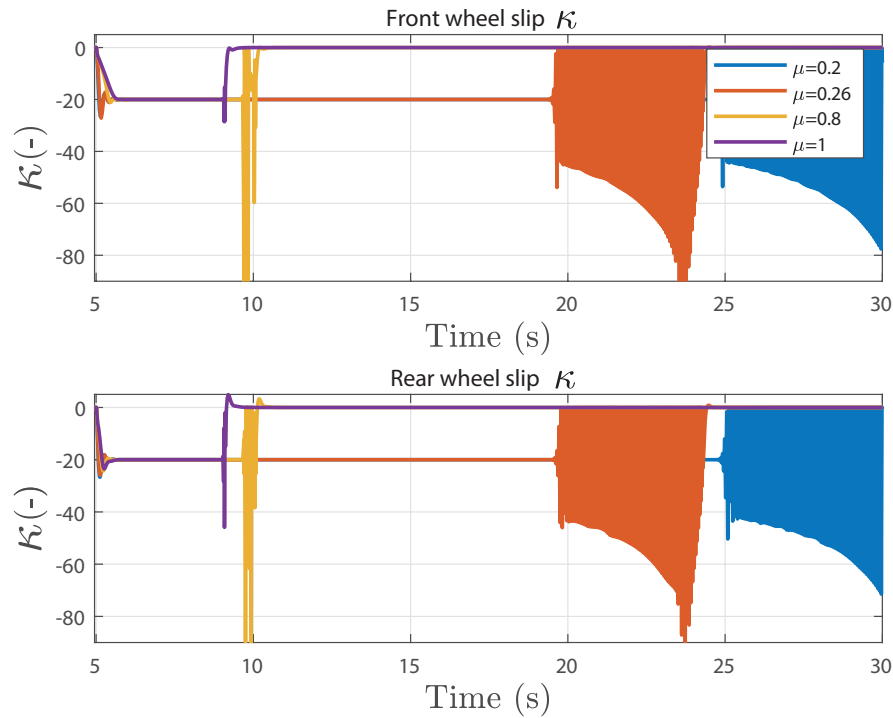 Front wheel slip κ
κ(-)
0
-20
-40
-60
-80
μ=0.2
μ=0.26
μ=0.8
μ=1
5 10 15 20 25 30
Time (s)
Rear wheel slip κ
κ(-)
0
-20
-40
-60
-80
5 10 15 20 25 30
Time (s)